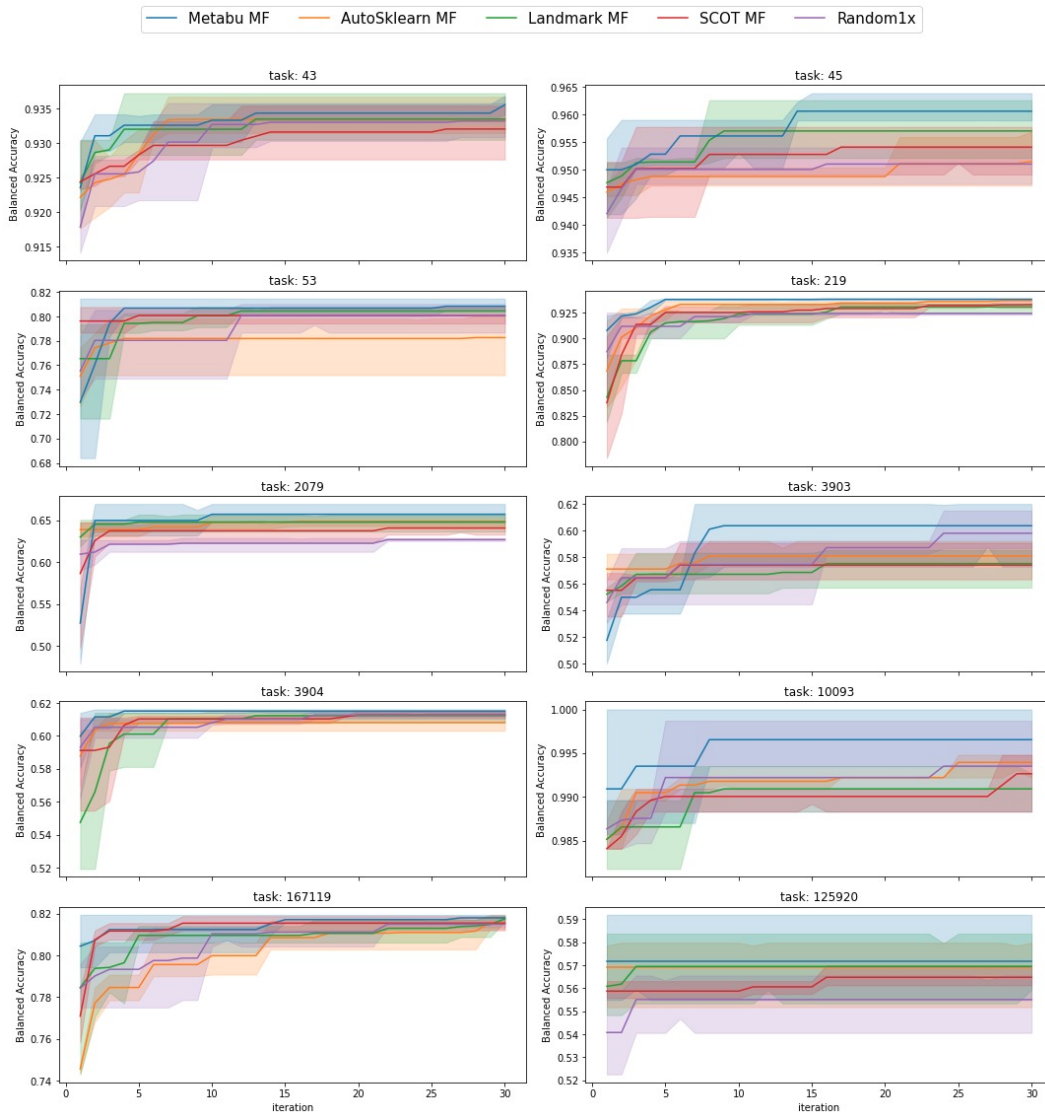 Metabu MF AutoSklearn MF Landmark MF SCOT MF Random1x
task: 43
0.935
0.930
0.925
0.920
0.915
Balanced Accuracy
task: 45
0.965
0.960
0.955
0.950
0.945
0.940
0.935
Balanced Accuracy
task: 53
0.82
0.80
0.78
0.76
0.74
0.72
0.70
0.68
Balanced Accuracy
task: 219
0.925
0.900
0.875
0.850
0.825
0.800
Balanced Accuracy
task: 2079
0.65
0.60
0.55
0.50
Balanced Accuracy
task: 3903
0.62
0.60
0.58
0.56
0.54
0.52
0.50
Balanced Accuracy
task: 3904
0.62
0.60
0.58
0.56
0.54
0.52
Balanced Accuracy
task: 10093
1.000
0.995
0.990
0.985
Balanced Accuracy
task: 167119
0.82
0.80
0.78
0.76
0.74
Balanced Accuracy
0 5 10 15 20 25 30
iteration
task: 125920
0.59
0.58
0.57
0.56
0.55
0.54
0.53
0.52
Balanced Accuracy
0 5 10 15 20 25 30
iteration